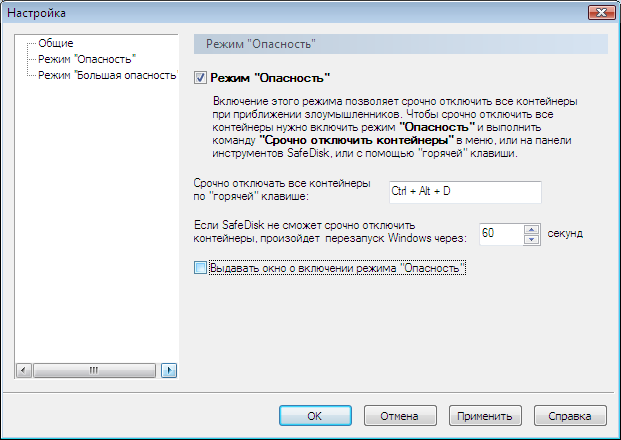 Настройка
Общие
Режим "Опасность"
Режим "Большая опасность"
Режим "Опасность"
Режим "Опасность"
Включение этого режима позволяет срочно отключить все контейнеры
при приближении злоумышленников. Чтобы срочно отключить все
контейнеры нужно включить режим "Опасность" и выполнить
команду "Срочно отключить контейнеры" в меню, или на панели
инструментов SafeDisk, или с помощью "горячей" клавиши.
Срочно отключать все контейнеры
по "горячей" клавише:
Ctrl + Alt + D
Если SafeDisk не сможет срочно отключить
контейнеры, произойдет перезапуск Windows через:
60
секунд
Выдавать окно о включении режима "Опасность"
OK
Отмена
Применить
Справка